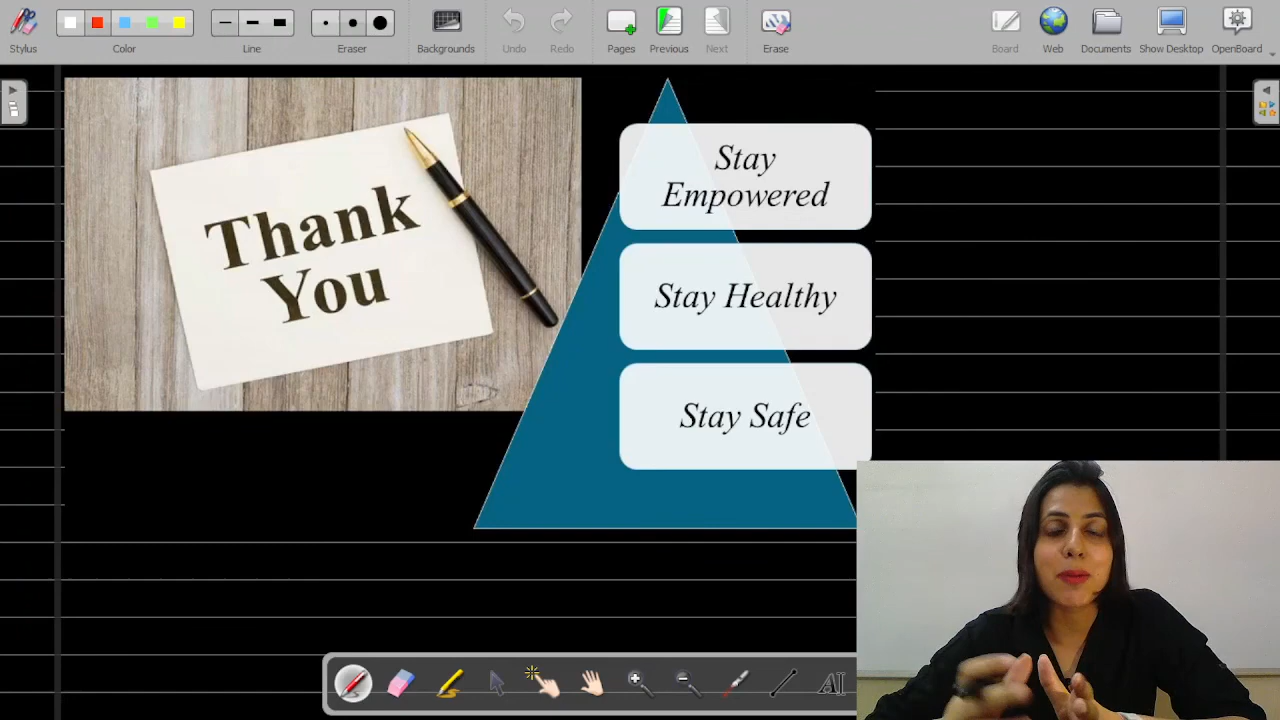 Stylus
Color
Line
Eraser
Backgrounds
Undo
Redo
Pages
Previous
Next
Erase
Board
Web
Documents
Show Desktop
OpenBoard
Thank
You
Stay
Empowered
Stay Healthy
Stay Safe
AI